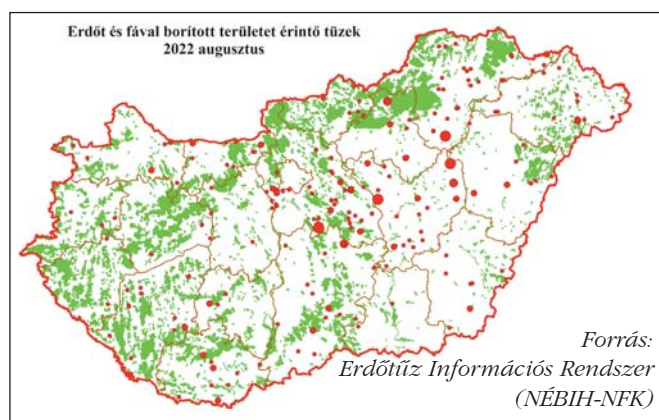 Erdőt és fával borított területet érintő tüzek
2022 augusztus
Forrás:
Erdőtűz Információs Rendszer
(NÉBIH-NFK)